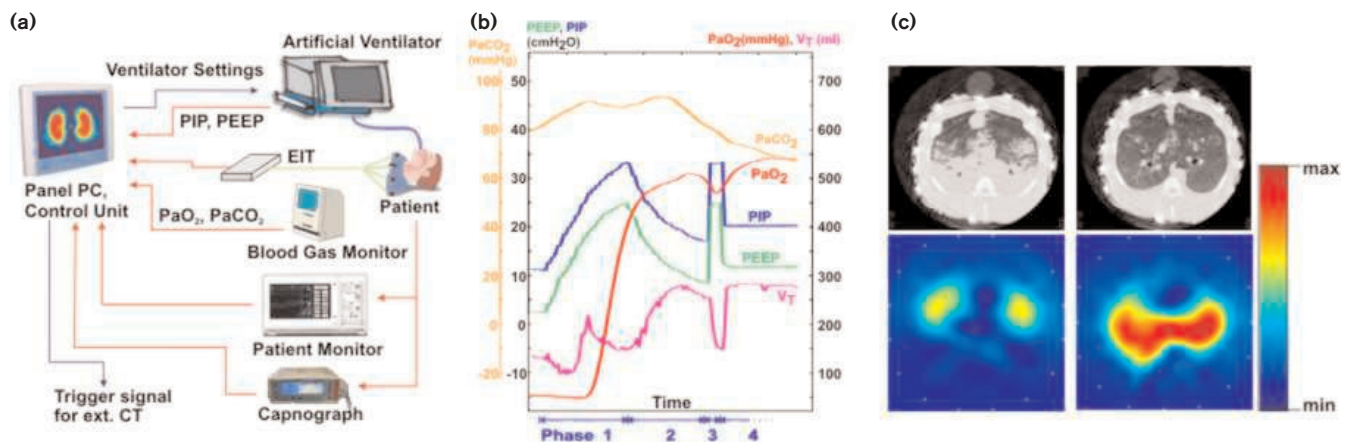 (a)
Artificial Ventilator
Ventilator Settings
PIP, PEEP
EIT
Panel PC,
Control Unit
Patient
PaO₂, PaCO₂
Blood Gas Monitor
Patient Monitor
Trigger signal
for ext. CT
Capnograph
(b)
PEEP, PIP
(cmH₂O)
PaCO₂
(mmHg)
PaO₂(mmHg), V_T (ml)
100
80
60
40
20
0
-20
50
40
30
20
10
0
-10
700
600
500
400
300
200
100
PaCO₂
PaO₂
PIP
PEEP
V_T
Time
Phase 1 2 3 4
(c)
max
min